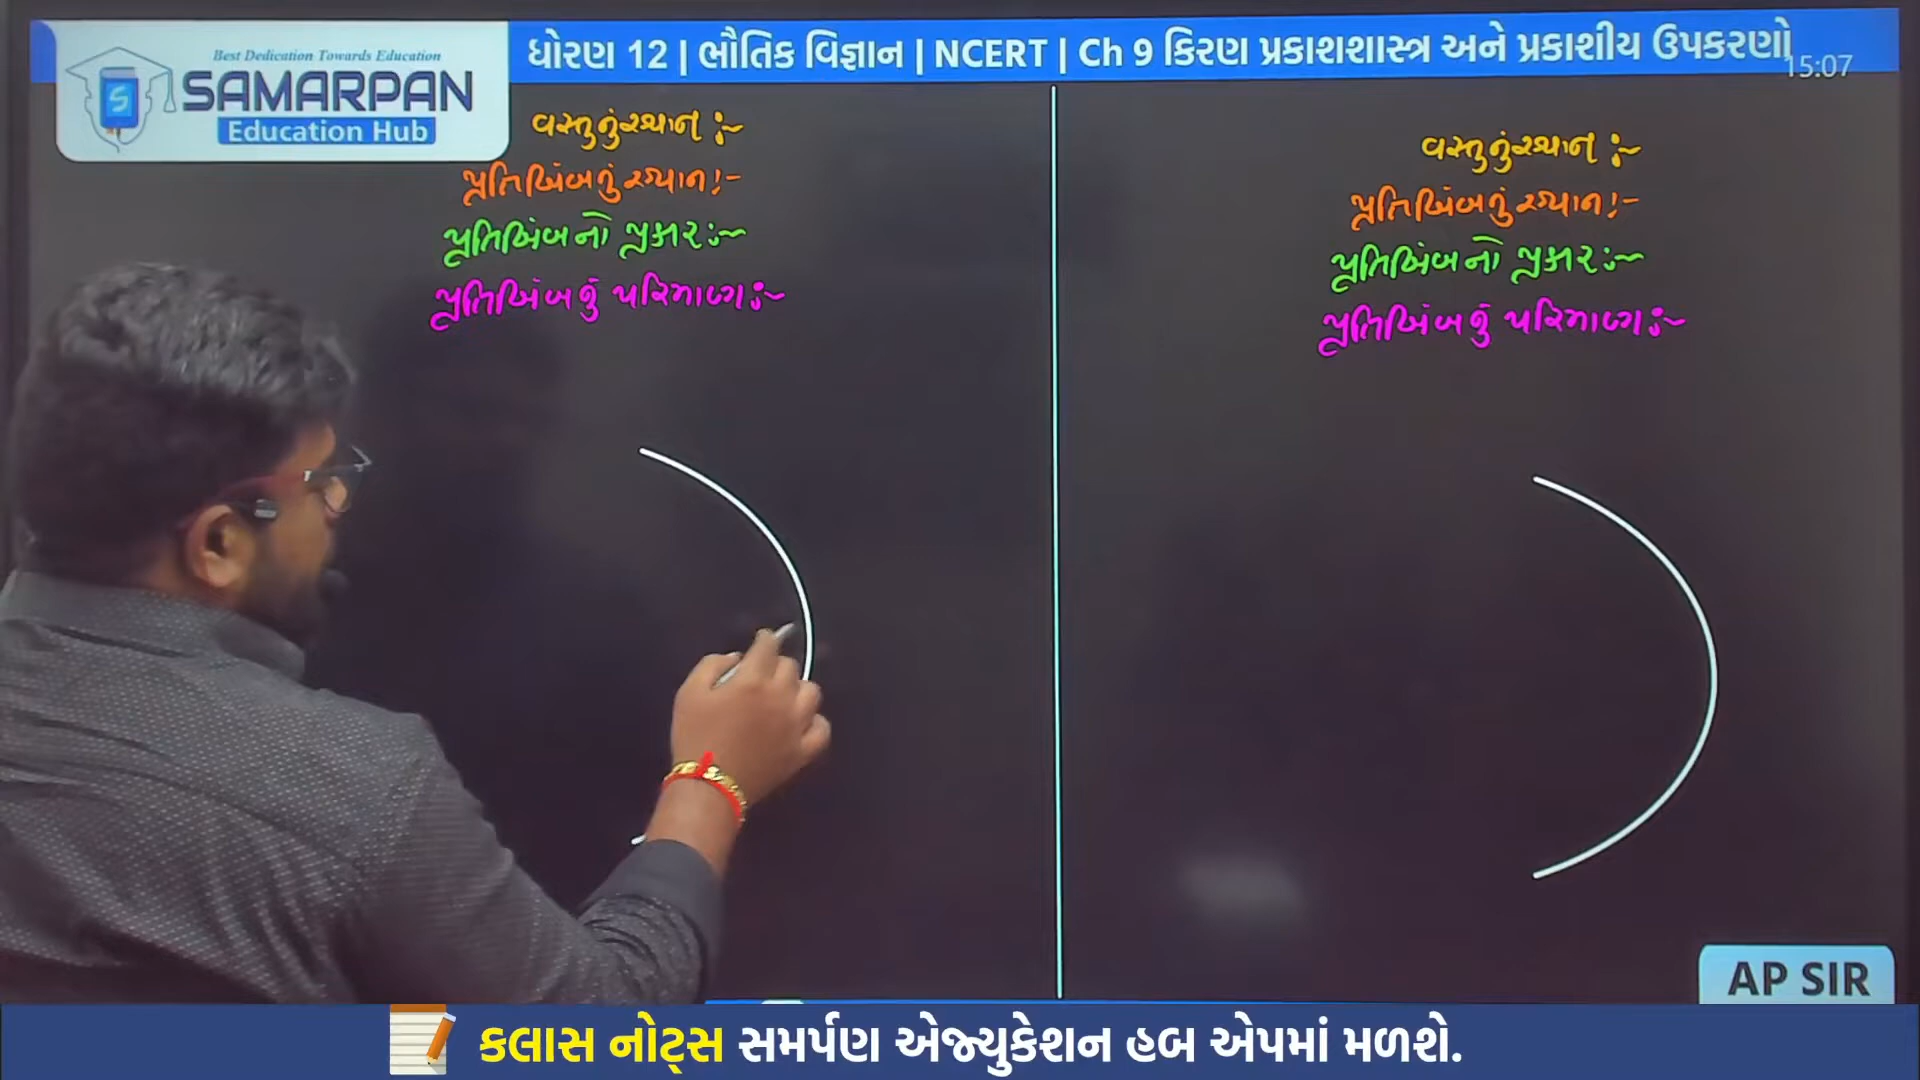 Best Dedication Towards Education
SAMARPAN
Education Hub
S
ધોરણ 12 | ભૌતિક વિજ્ઞાન | NCERT | Ch 9 કિરણ પ્રકાશશાસ્ત્ર અને પ્રકાશીય ઉપકરણો
15:07
વસ્તુનું સ્થાન :-
પ્રતિબિંબનું સ્થાન :-
પ્રતિબિંબનો પ્રકાર :-
પ્રતિબિંબનું પરિમાણ :-
વસ્તુનું સ્થાન :-
પ્રતિબિંબનું સ્થાન :-
પ્રતિબિંબનો પ્રકાર :-
પ્રતિબિંબનું પરિમાણ :-
AP SIR
કલાસ નોટ્સ સમર્પણ એજ્યુકેશન હબ એપમાં મળશે.